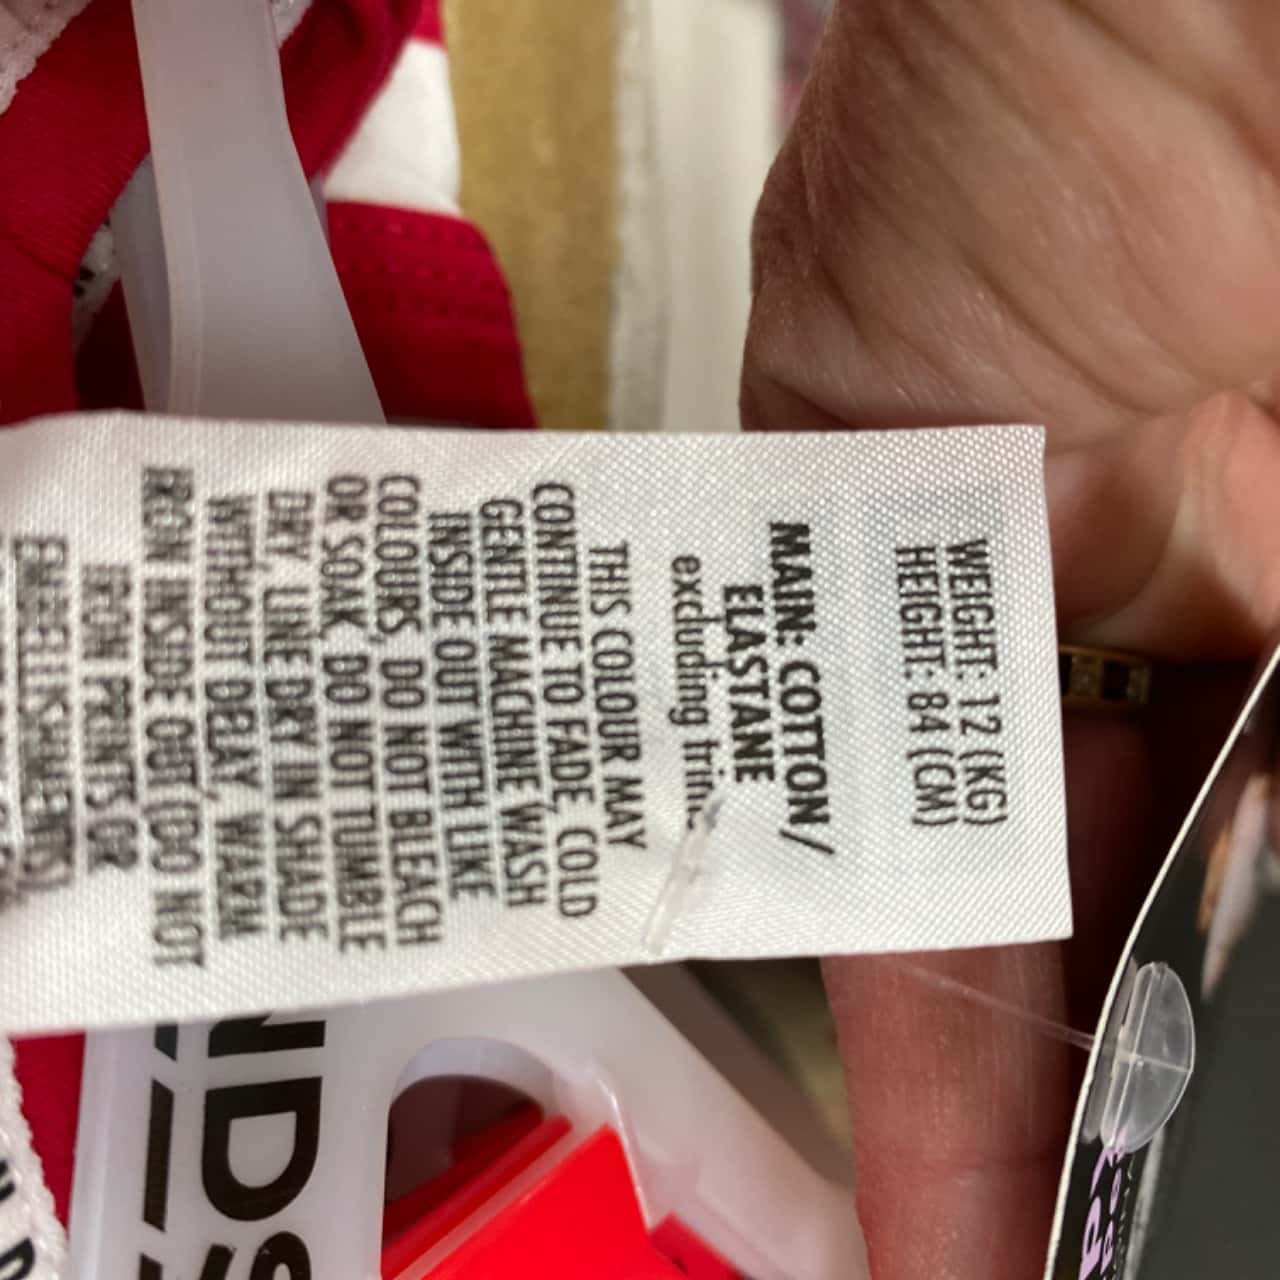 WEIGHT: 12 (KG)
HEIGHT: 84 (CM)
MAIN: COTTON/
ELASTANE
excluding
THIS COLOUR MAY
CONTINUE TO FADE, COLD
GENTLE MACHINE WASH
INSIDE OUT WITH LIKE
COLOURS, DO NOT BLEACH
OR SOAK, DO NOT TUMBLE
DRY, LINE DRY IN SHADE
WITHOUT DELAY, WARM
IRON INSIDE OUT (DO NOT
IRON PRINTS OR
EMBELLISHMENTS)
NDS